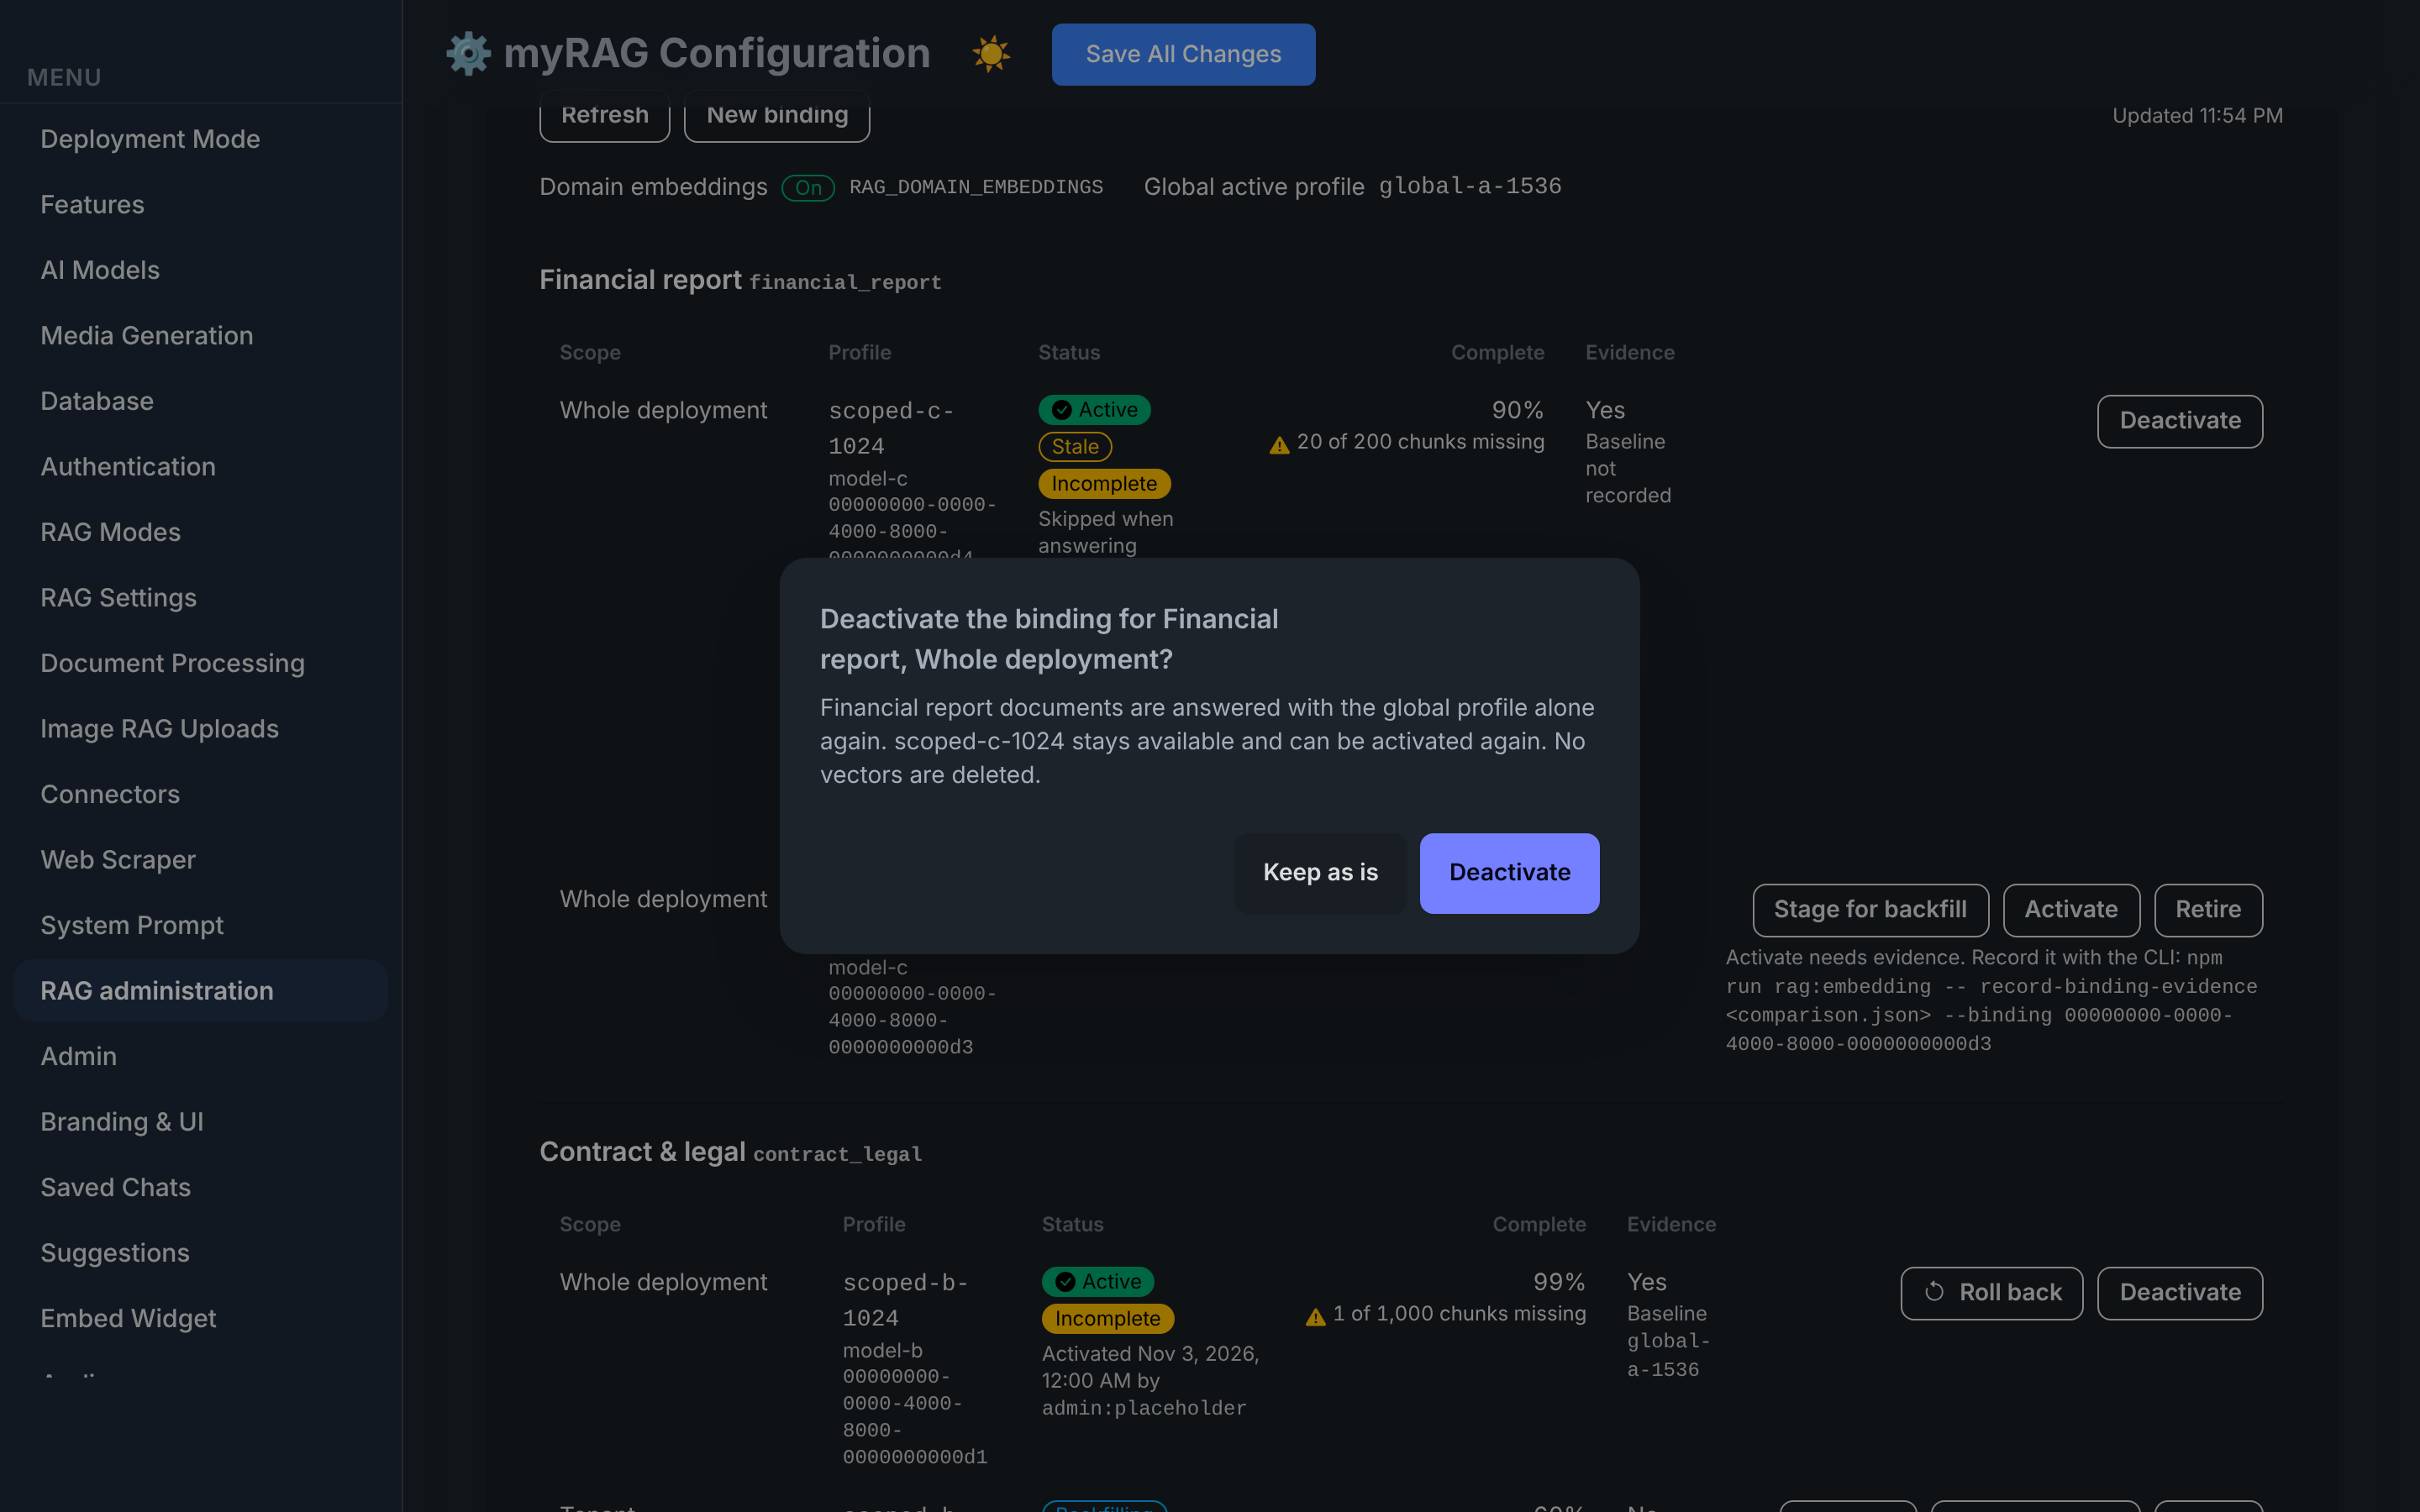 MENU
Deployment Mode
Features
AI Models
Media Generation
Database
Authentication
RAG Modes
RAG Settings
Document Processing
Image RAG Uploads
Connectors
Web Scraper
System Prompt
RAG administration
Admin
Branding & UI
Saved Chats
Suggestions
Embed Widget
myRAG Configuration
Save All Changes
Refresh
New binding
Updated 11:54 PM
Domain embeddings On RAG_DOMAIN_EMBEDDINGS Global active profile global-a-1536
Financial report financial_report
Scope Profile Status Complete Evidence
Whole deployment
scoped-c-
1024
model-c
00000000-0000-
4000-8000-
0000000000d4
Active
Stale
Incomplete
Skipped when
answering
90%
20 of 200 chunks missing
Yes
Baseline
not
recorded
Deactivate
Deactivate the binding for Financial
report, Whole deployment?
Financial report documents are answered with the global profile alone
again. scoped-c-1024 stays available and can be activated again. No
vectors are deleted.
Keep as is
Deactivate
Whole deployment
model-c
00000000-0000-
4000-8000-
0000000000d3
Stage for backfill
Activate
Retire
Activate needs evidence. Record it with the CLI: npm
run rag:embedding -- record-binding-evidence
<comparison.json> --binding 00000000-0000-
4000-8000-0000000000d3
Contract & legal contract_legal
Scope Profile Status Complete Evidence
Whole deployment
scoped-b-
1024
model-b
00000000-
0000-4000-
8000-
0000000000d1
Active
Incomplete
Activated Nov 3, 2026,
12:00 AM by
admin:placeholder
99%
1 of 1,000 chunks missing
Yes
Baseline
global-
a-1536
Roll back
Deactivate